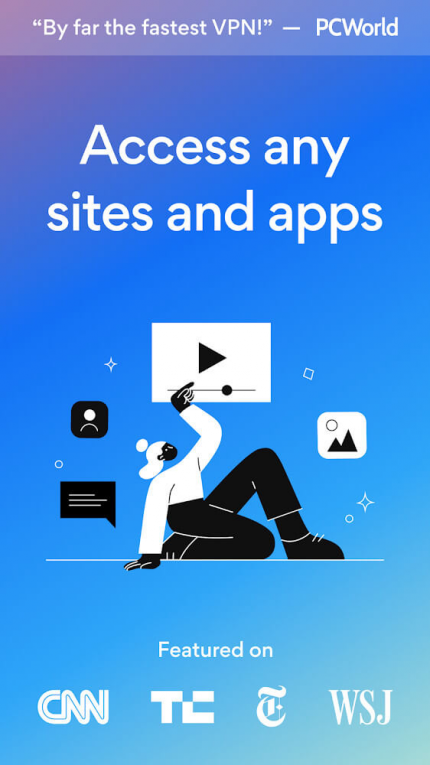 “By far the fastest VPN!” — PCWorld
Access any
sites and apps
Featured on
CNN TC T WSJ